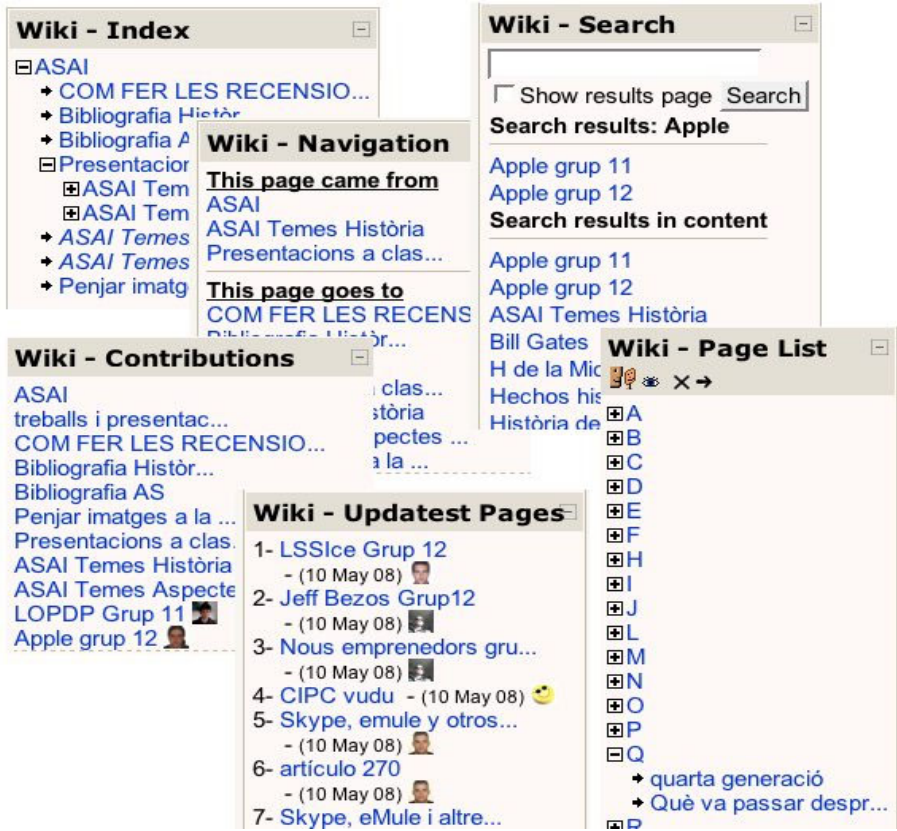 Wiki - Index
ASAI
COM FER LES RECENSIO...
Bibliografia Històr
Bibliografia A
Presentacion
ASAI Tem
ASAI Tem
ASAI Temes
ASAI Temes
Penjar imatg
Wiki - Navigation
This page came from
ASAI
ASAI Temes Història
Presentacions a clas...
This page goes to
COM FER LES RECENS
Bibliografia Històr...
clas...
stòria
pectes ...
a la ...
Wiki - Search
Show results page Search
Search results: Apple
Apple grup 11
Apple grup 12
Search results in content
Apple grup 11
Apple grup 12
ASAI Temes Història
Bill Gates
H de la Mic
Hechos his
Història de
Wiki - Contributions
ASAI
treballs i presentac...
COM FER LES RECENSIO...
Bibliografia Històr...
Bibliografia AS
Penjar imatges a la ...
Presentacions a clas.
ASAI Temes Història
ASAI Temes Aspecte
LOPDP Grup 11
Apple grup 12
Wiki - Updatest Pages
1- LSSIce Grup 12
- (10 May 08)
2- Jeff Bezos Grup12
- (10 May 08)
3- Nous emprenedors gru...
- (10 May 08)
4- CIPC vudu - (10 May 08)
5- Skype, emule y otros...
- (10 May 08)
6- artículo 270
- (10 May 08)
7- Skype, eMule i altre...
Wiki - Page List
A
B
C
D
E
F
H
I
J
L
M
N
O
P
Q
quarta generació
Què va passar despr...
R